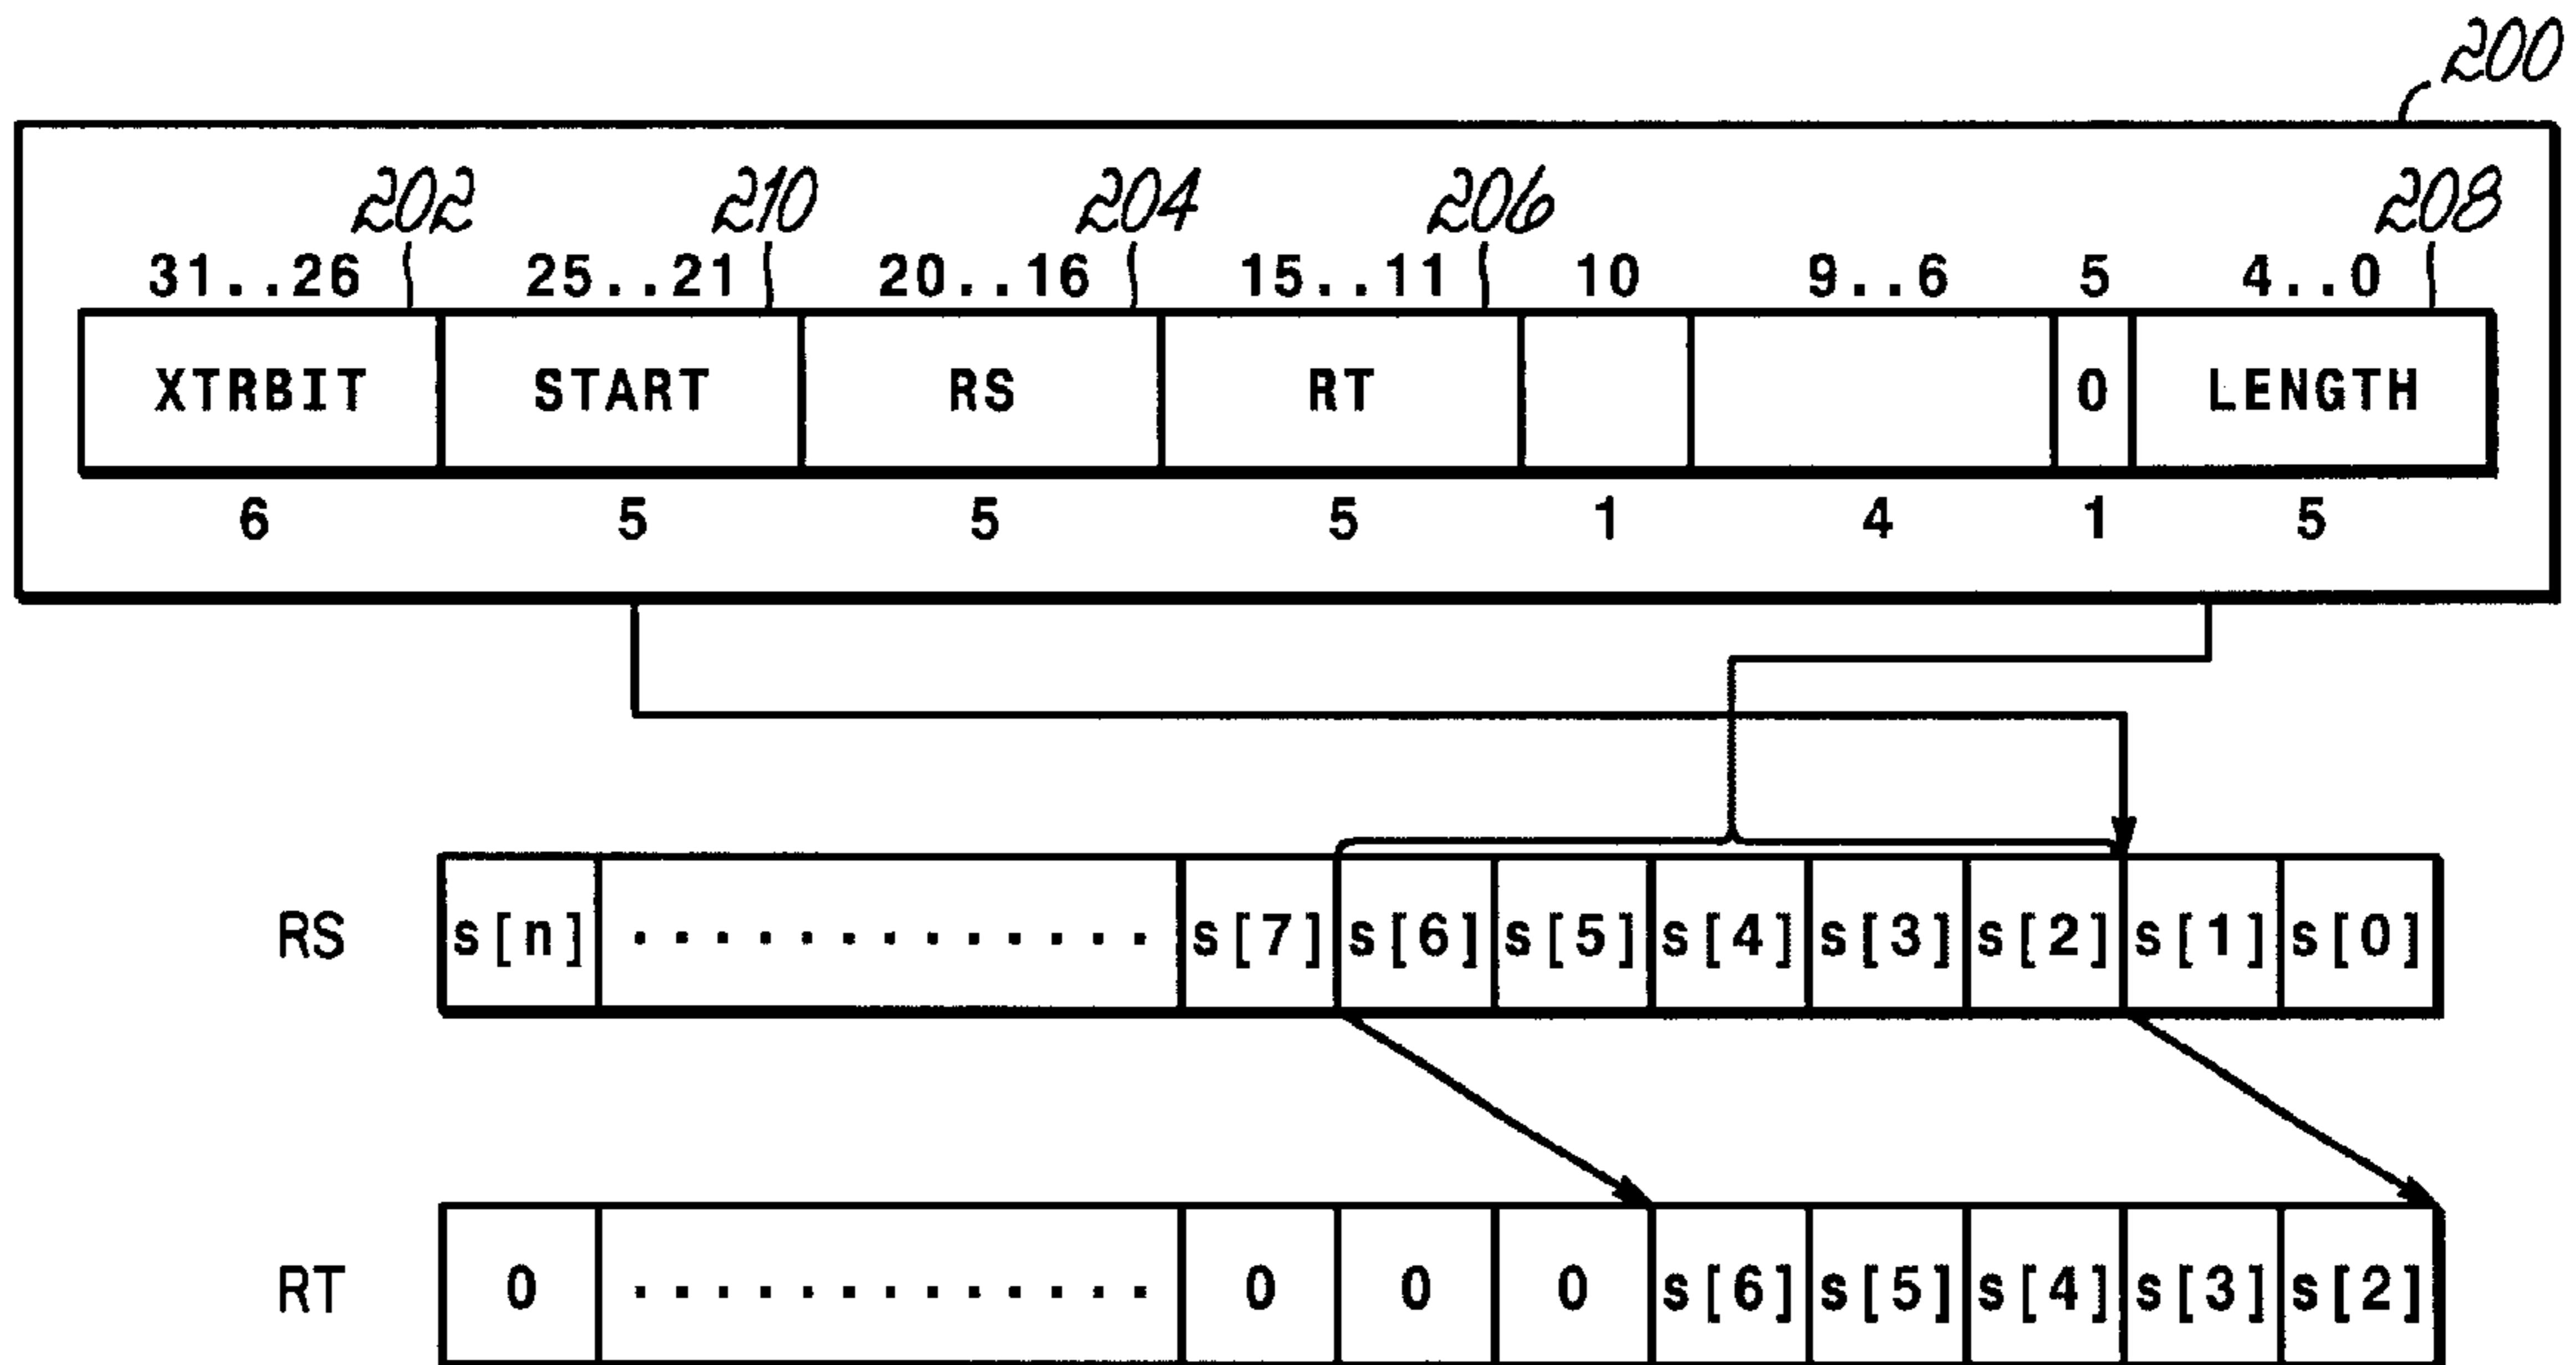 200
202 210 204 206 208
31..26 25..21 20..16 15..11 10 9..6 5 4..0
XTRBIT START RS RT 0 LENGTH
6 5 5 5 1 4 1 5
RS s[n] .............. s[7] s[6] s[5] s[4] s[3] s[2] s[1] s[0]
RT 0 .............. 0 0 0 s[6] s[5] s[4] s[3] s[2]